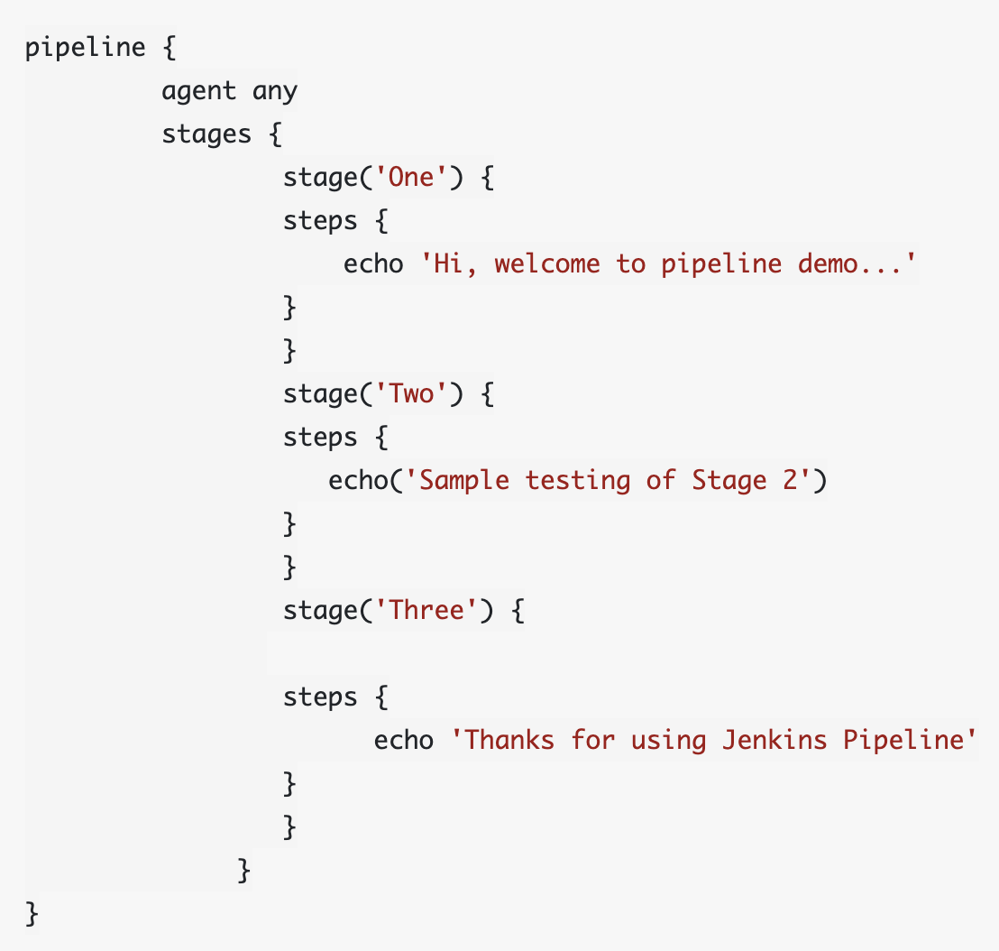 pipeline {
         agent any
         stages {
                 stage('One') {
                 steps {
                     echo 'Hi, welcome to pipeline demo...'
                 }
                 }
                 stage('Two') {
                 steps {
                    echo('Sample testing of Stage 2')
                 }
                 }
                 stage('Three') {

                 steps {
                       echo 'Thanks for using Jenkins Pipeline'
                 }
                 }
              }
}